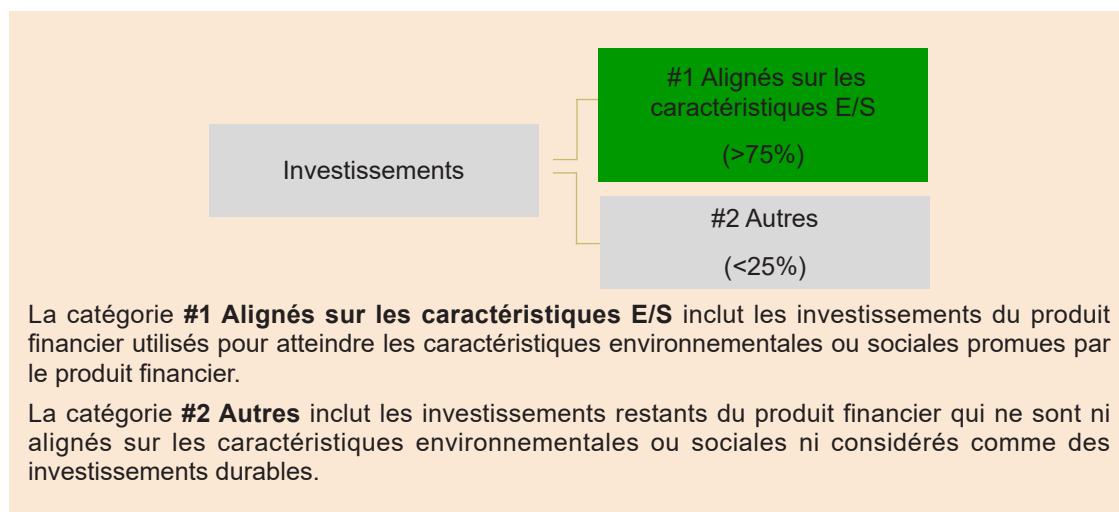 #1 Alignés sur les
caractéristiques E/S
(>75%)
Investissements
#2 Autres
(<25%)
La catégorie #1 Alignés sur les caractéristiques E/S inclut les investissements du produit
financier utilisés pour atteindre les caractéristiques environnementales ou sociales promues par
le produit financier.
La catégorie #2 Autres inclut les investissements restants du produit financier qui ne sont ni
alignés sur les caractéristiques environnementales ou sociales ni considérés comme des
investissements durables.